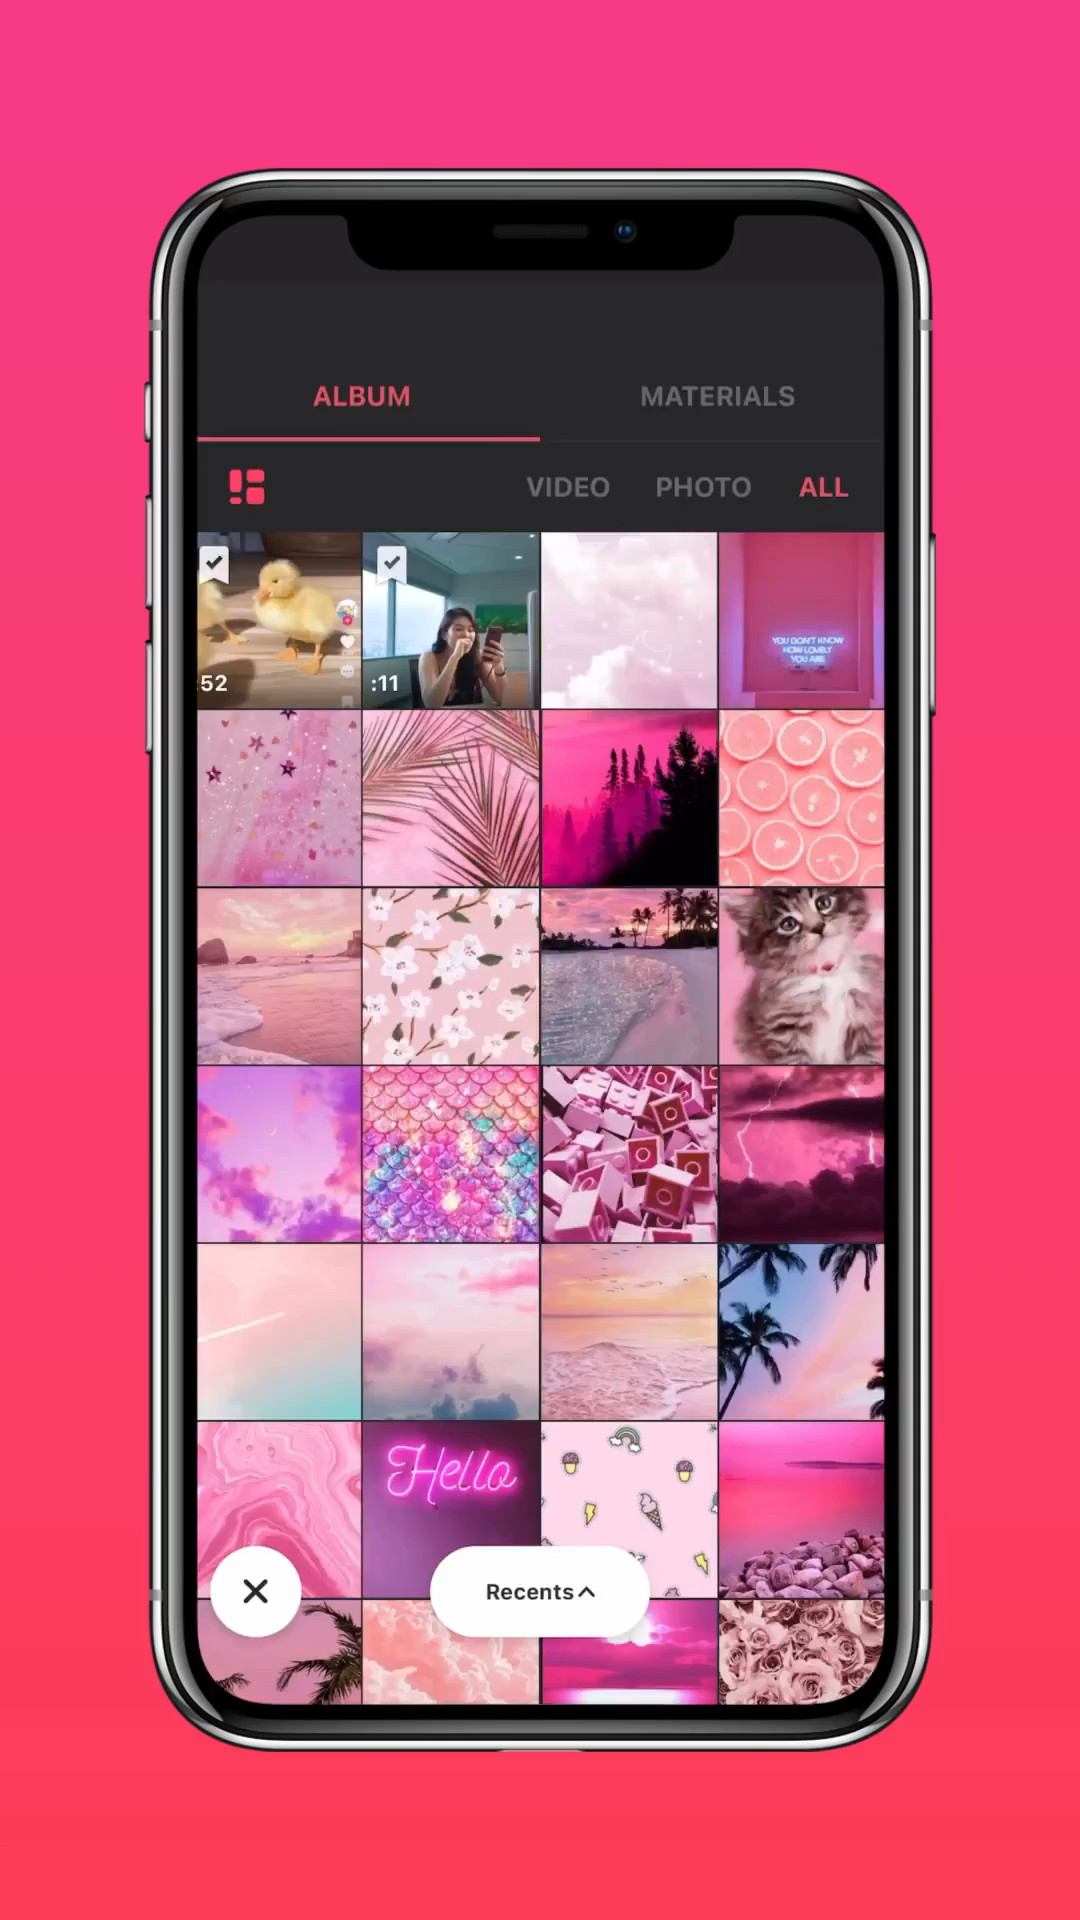 ALBUM MATERIALS
VIDEO PHOTO ALL
52 :11
YOU DON'T KNOW
HOW LOVELY
YOU ARE
Hello
Recents